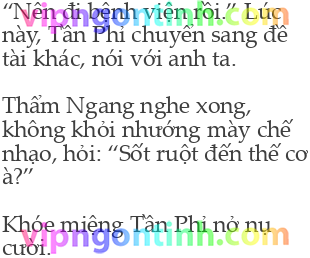 “Nên đi bệnh viện rồi.” Lúc
này, Tần Phi chuyển sang đề
tài khác, nói với anh ta.
Thẩm Ngang nghe xong,
không khỏi nhướng mày chế
nhạo, hỏi: “Sốt ruột đến thế cơ
à?”
Khóe miệng Tần Phi nở nụ
cười.
vipngontinh.com
vipngontinh.com